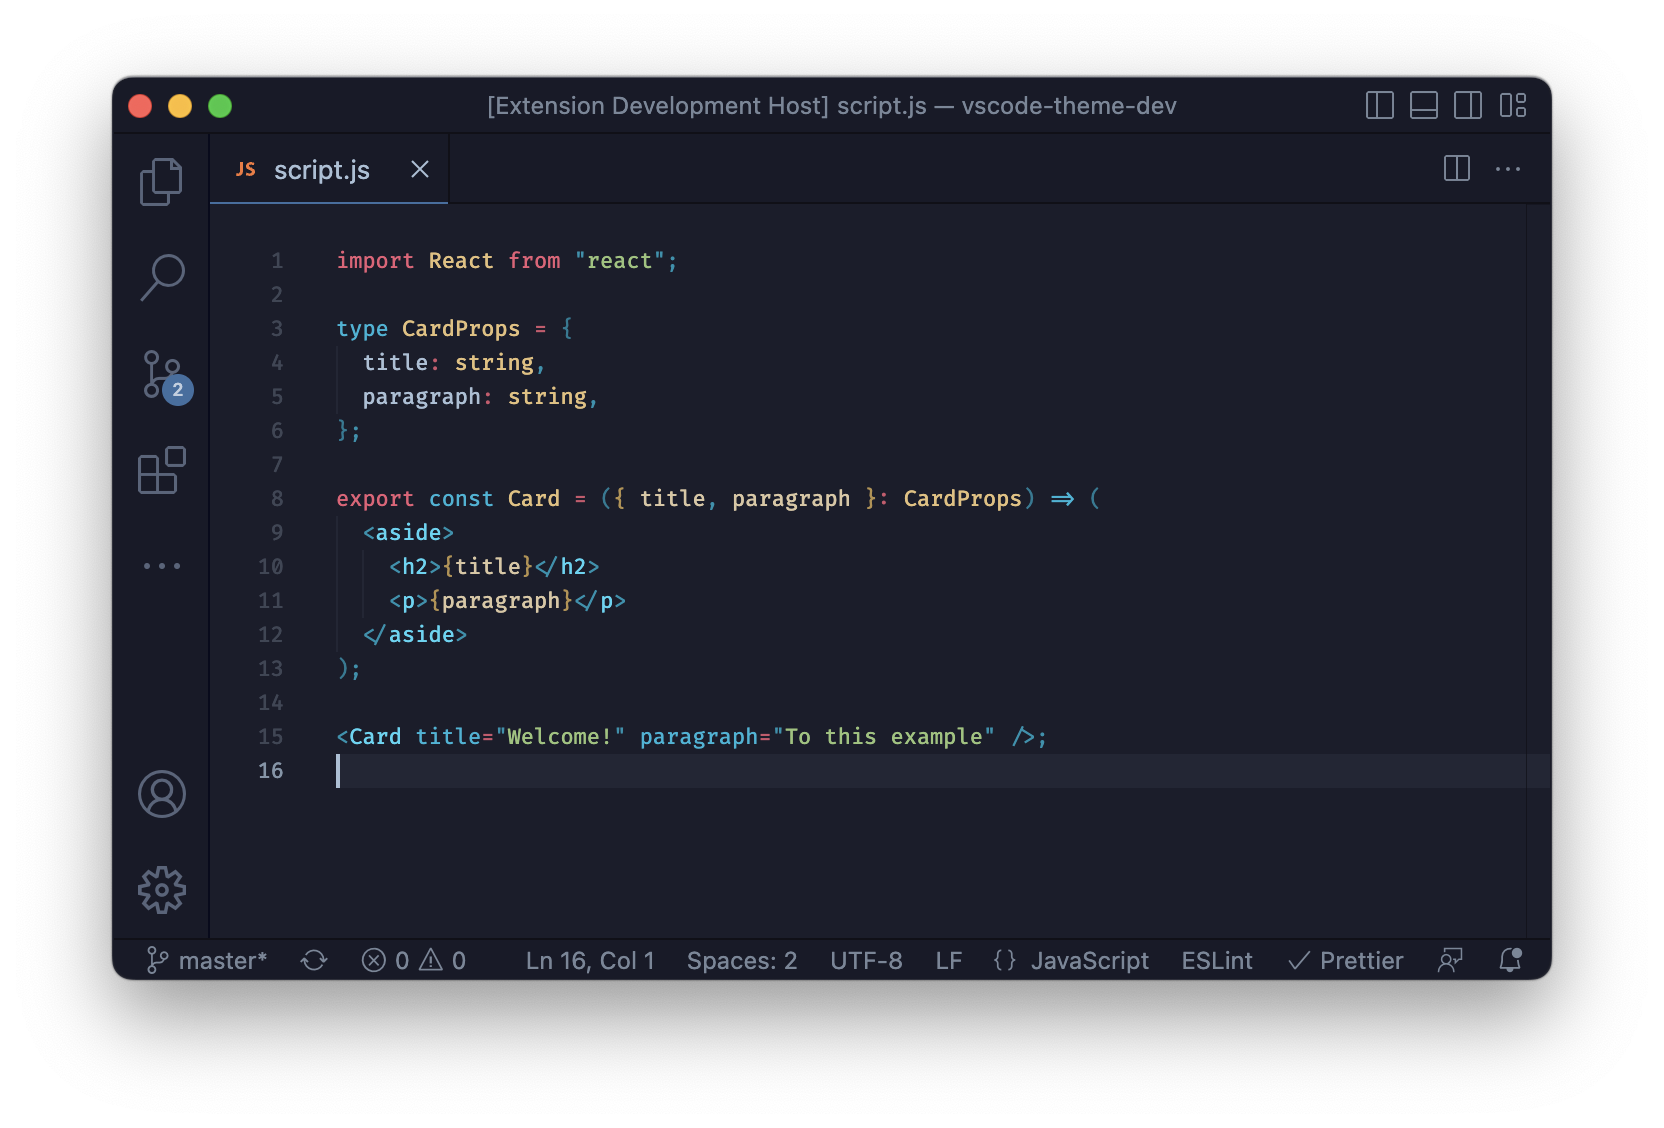 [Extension Development Host] script.js — vscode-theme-dev
JS script.js
1 import React from "react";
2
3 type CardProps = {
4 title: string,
5 paragraph: string,
6 };
7
8 export const Card = ({ title, paragraph }: CardProps) => (
9 <aside>
10 <h2>{title}</h2>
11 <p>{paragraph}</p>
12 </aside>
13 );
14
15 <Card title="Welcome!" paragraph="To this example" />;
16
2
master* 0 0 Ln 16, Col 1 Spaces: 2 UTF-8 LF {} JavaScript ESLint Prettier